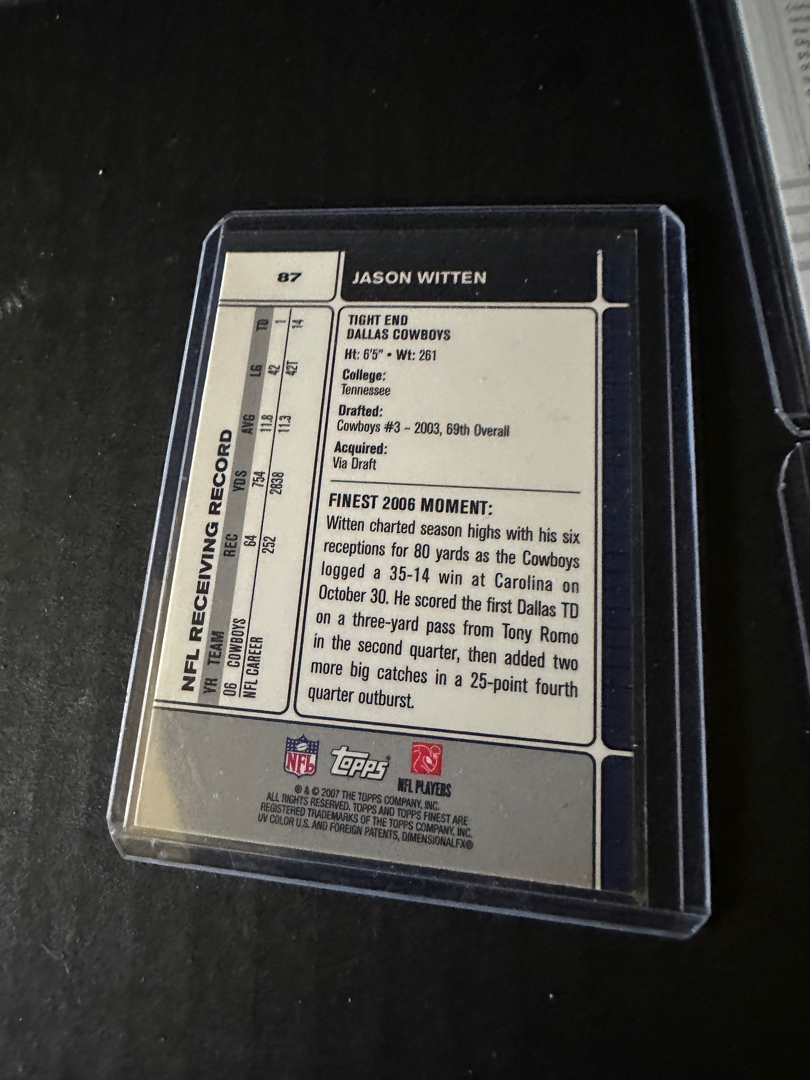 87
JASON WITTEN
TIGHT END
DALLAS COWBOYS
Ht: 6'5" • Wt: 261
College:
Tennessee
Drafted:
Cowboys #3 – 2003, 69th Overall
Acquired:
Via Draft
FINEST 2006 MOMENT:
Witten charted season highs with his six
receptions for 80 yards as the Cowboys
logged a 35-14 win at Carolina on
October 30. He scored the first Dallas TD
on a three-yard pass from Tony Romo
in the second quarter, then added two
more big catches in a 25-point fourth
quarter outburst.
NFL RECEIVING RECORD
YR TEAM REC YDS AVG LG TD
06 COWBOYS 64 754 11.8 42 1
NFL CAREER 252 2838 11.3 42T 14
NFL
Topps
NFL PLAYERS
® & © 2007 THE TOPPS COMPANY, INC.
ALL RIGHTS RESERVED. TOPPS AND TOPPS FINEST ARE
REGISTERED TRADEMARKS OF THE TOPPS COMPANY, INC.
UV COLOR U.S. AND FOREIGN PATENTS, DIMENSIONALFX®